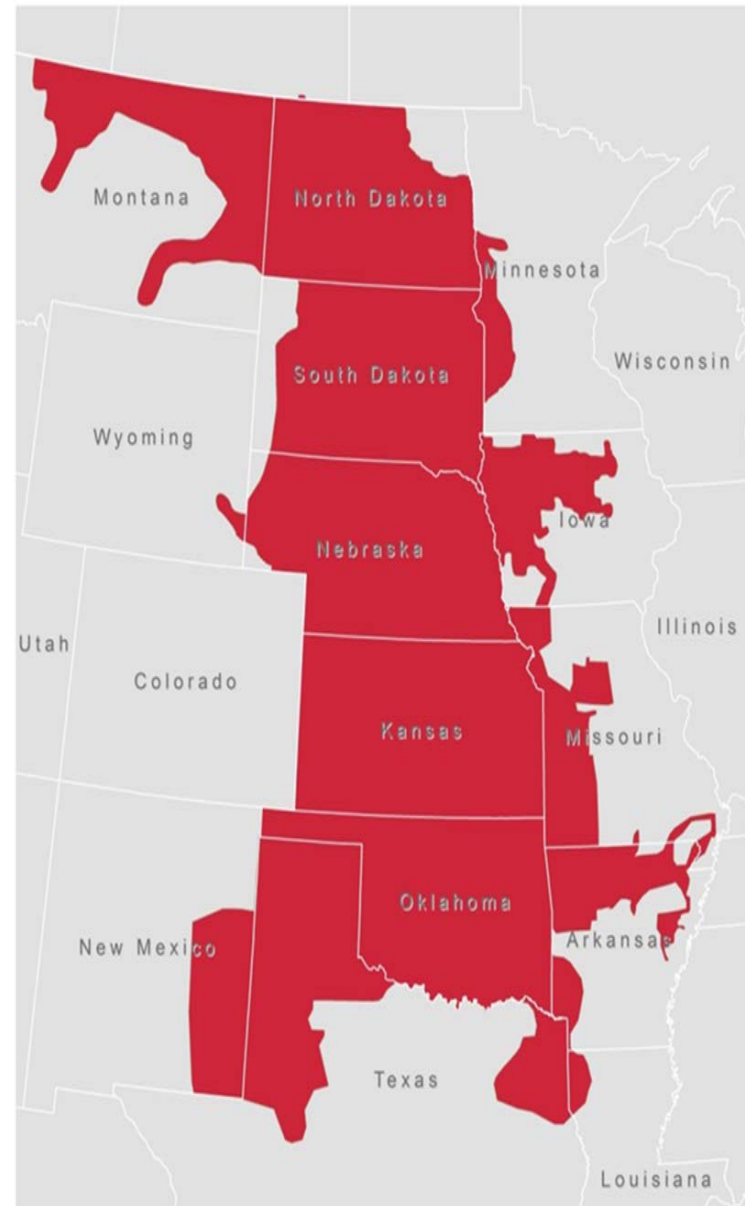 Montana
North Dakota
Minnesota
Wisconsin
South Dakota
Wyoming
Iowa
Nebraska
Illinois
Utah
Colorado
Kansas
Missouri
Oklahoma
Arkansas
New Mexico
Texas
Louisiana